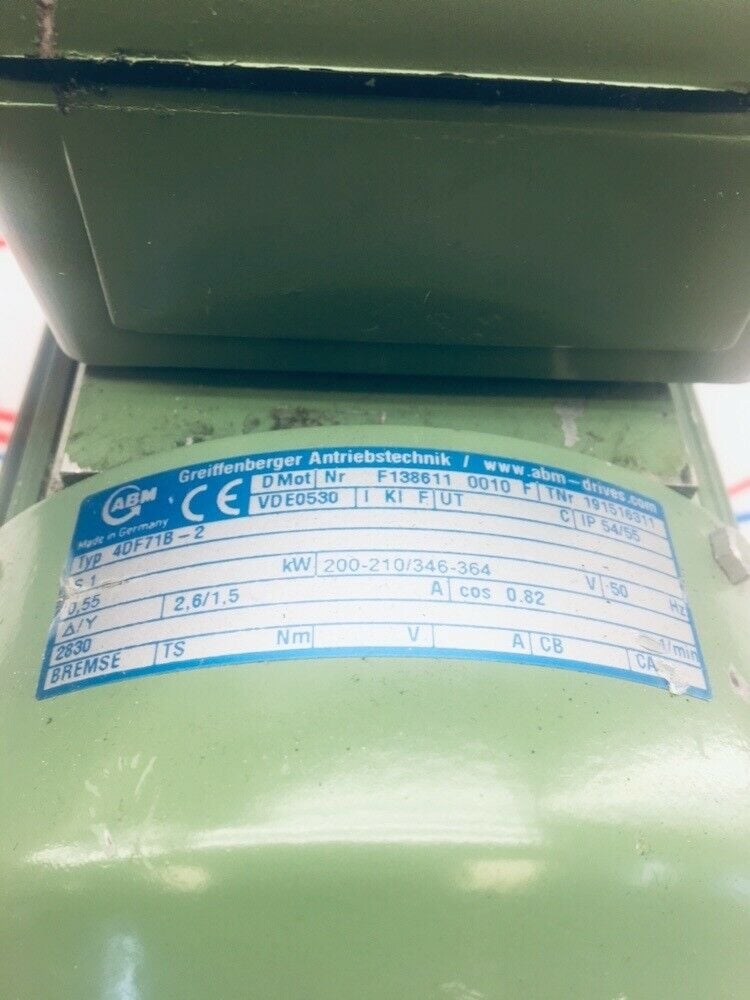 Greiffenberger Antriebstechnik / www.abm-drives.com
ABM
Made in Germany
CE
D Mot Nr F138611 0010 F TNr 191516311
VDE0530 I Kl F UT C IP 54/55
Typ 4DF71B-2
S 1
0,55 kW 200-210/346-364 V 50 Hz
Δ/Y 2,6/1,5 A cos 0.82
2830 1/min
BREMSE TS Nm V A CB CA